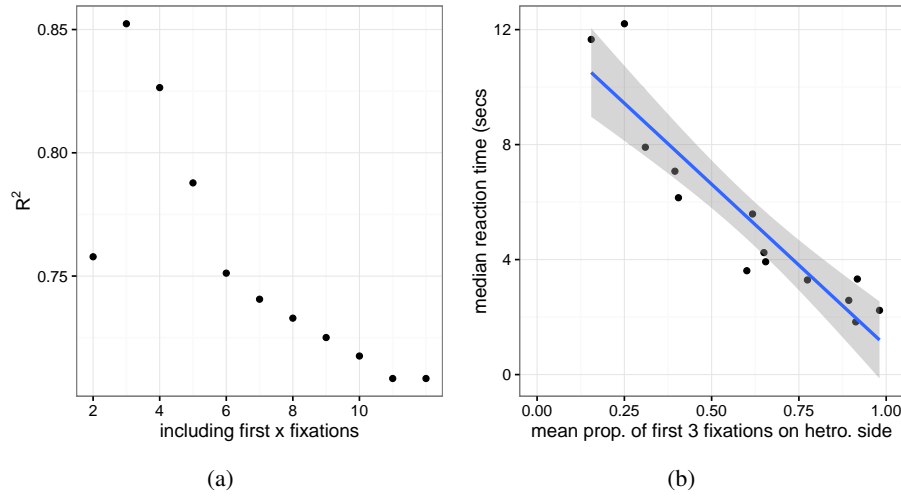 0.85
0.80
0.75
R²
2 4 6 8 10
including first x fixations
(a)
12
8
4
0
median reaction time (secs
0.00 0.25 0.50 0.75 1.00
mean prop. of first 3 fixations on hetro. side
(b)